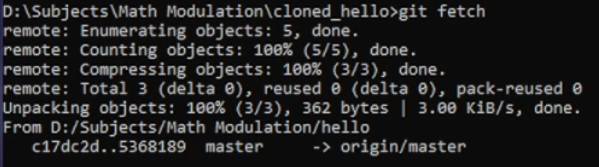 D:\Subjects\Math Modulation\cloned_hello>git fetch
remote: Enumerating objects: 5, done.
remote: Counting objects: 100% (5/5), done.
remote: Compressing objects: 100% (3/3), done.
remote: Total 3 (delta 0), reused 0 (delta 0), pack-reused 0
Unpacking objects: 100% (3/3), 362 bytes | 3.00 KiB/s, done.
From D:/Subjects/Math Modulation/hello
   c17dc2d..5368189  master     -> origin/master